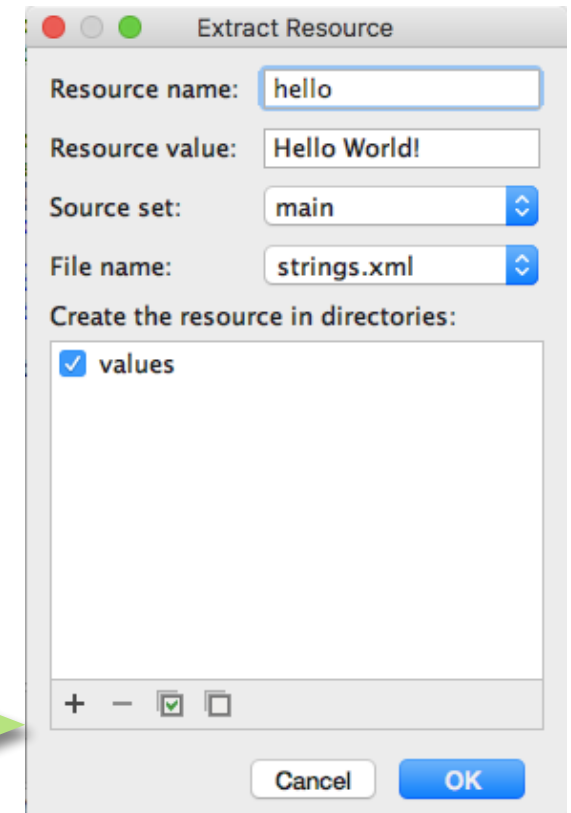 Extract Resource
Resource name: hello
Resource value: Hello World!
Source set: main
File name: strings.xml
Create the resource in directories:
values
Cancel OK